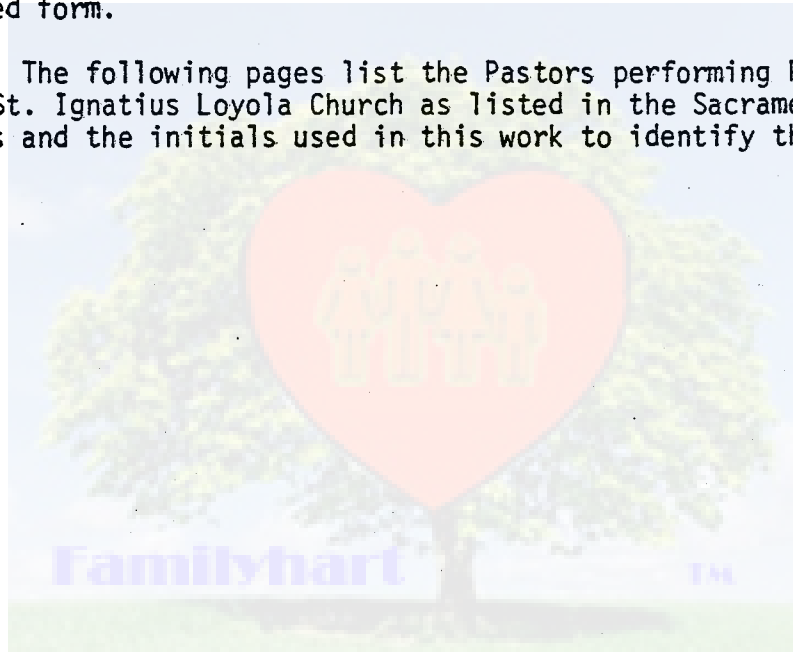 ed form.
The following pages list the Pastors performing
St. Ignatius Loyola Church as listed in the Sacrame
s and the initials used in this work to identify th
Familyhart TM